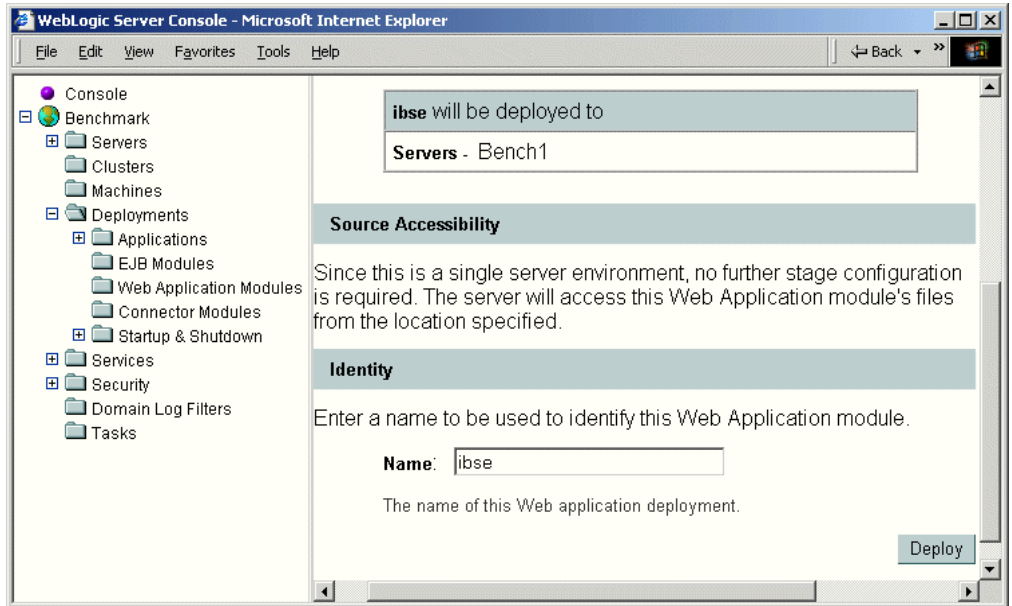 WebLogic Server Console - Microsoft Internet Explorer
File Edit View Favorites Tools Help
Back »
Console
Benchmark
Servers
Clusters
Machines
Deployments
Applications
EJB Modules
Web Application Modules
Connector Modules
Startup & Shutdown
Services
Security
Domain Log Filters
Tasks
ibse will be deployed to
Servers - Bench1
Source Accessibility
Since this is a single server environment, no further stage configuration
is required. The server will access this Web Application module's files
from the location specified.
Identity
Enter a name to be used to identify this Web Application module.
Name: ibse
The name of this Web application deployment.
Deploy